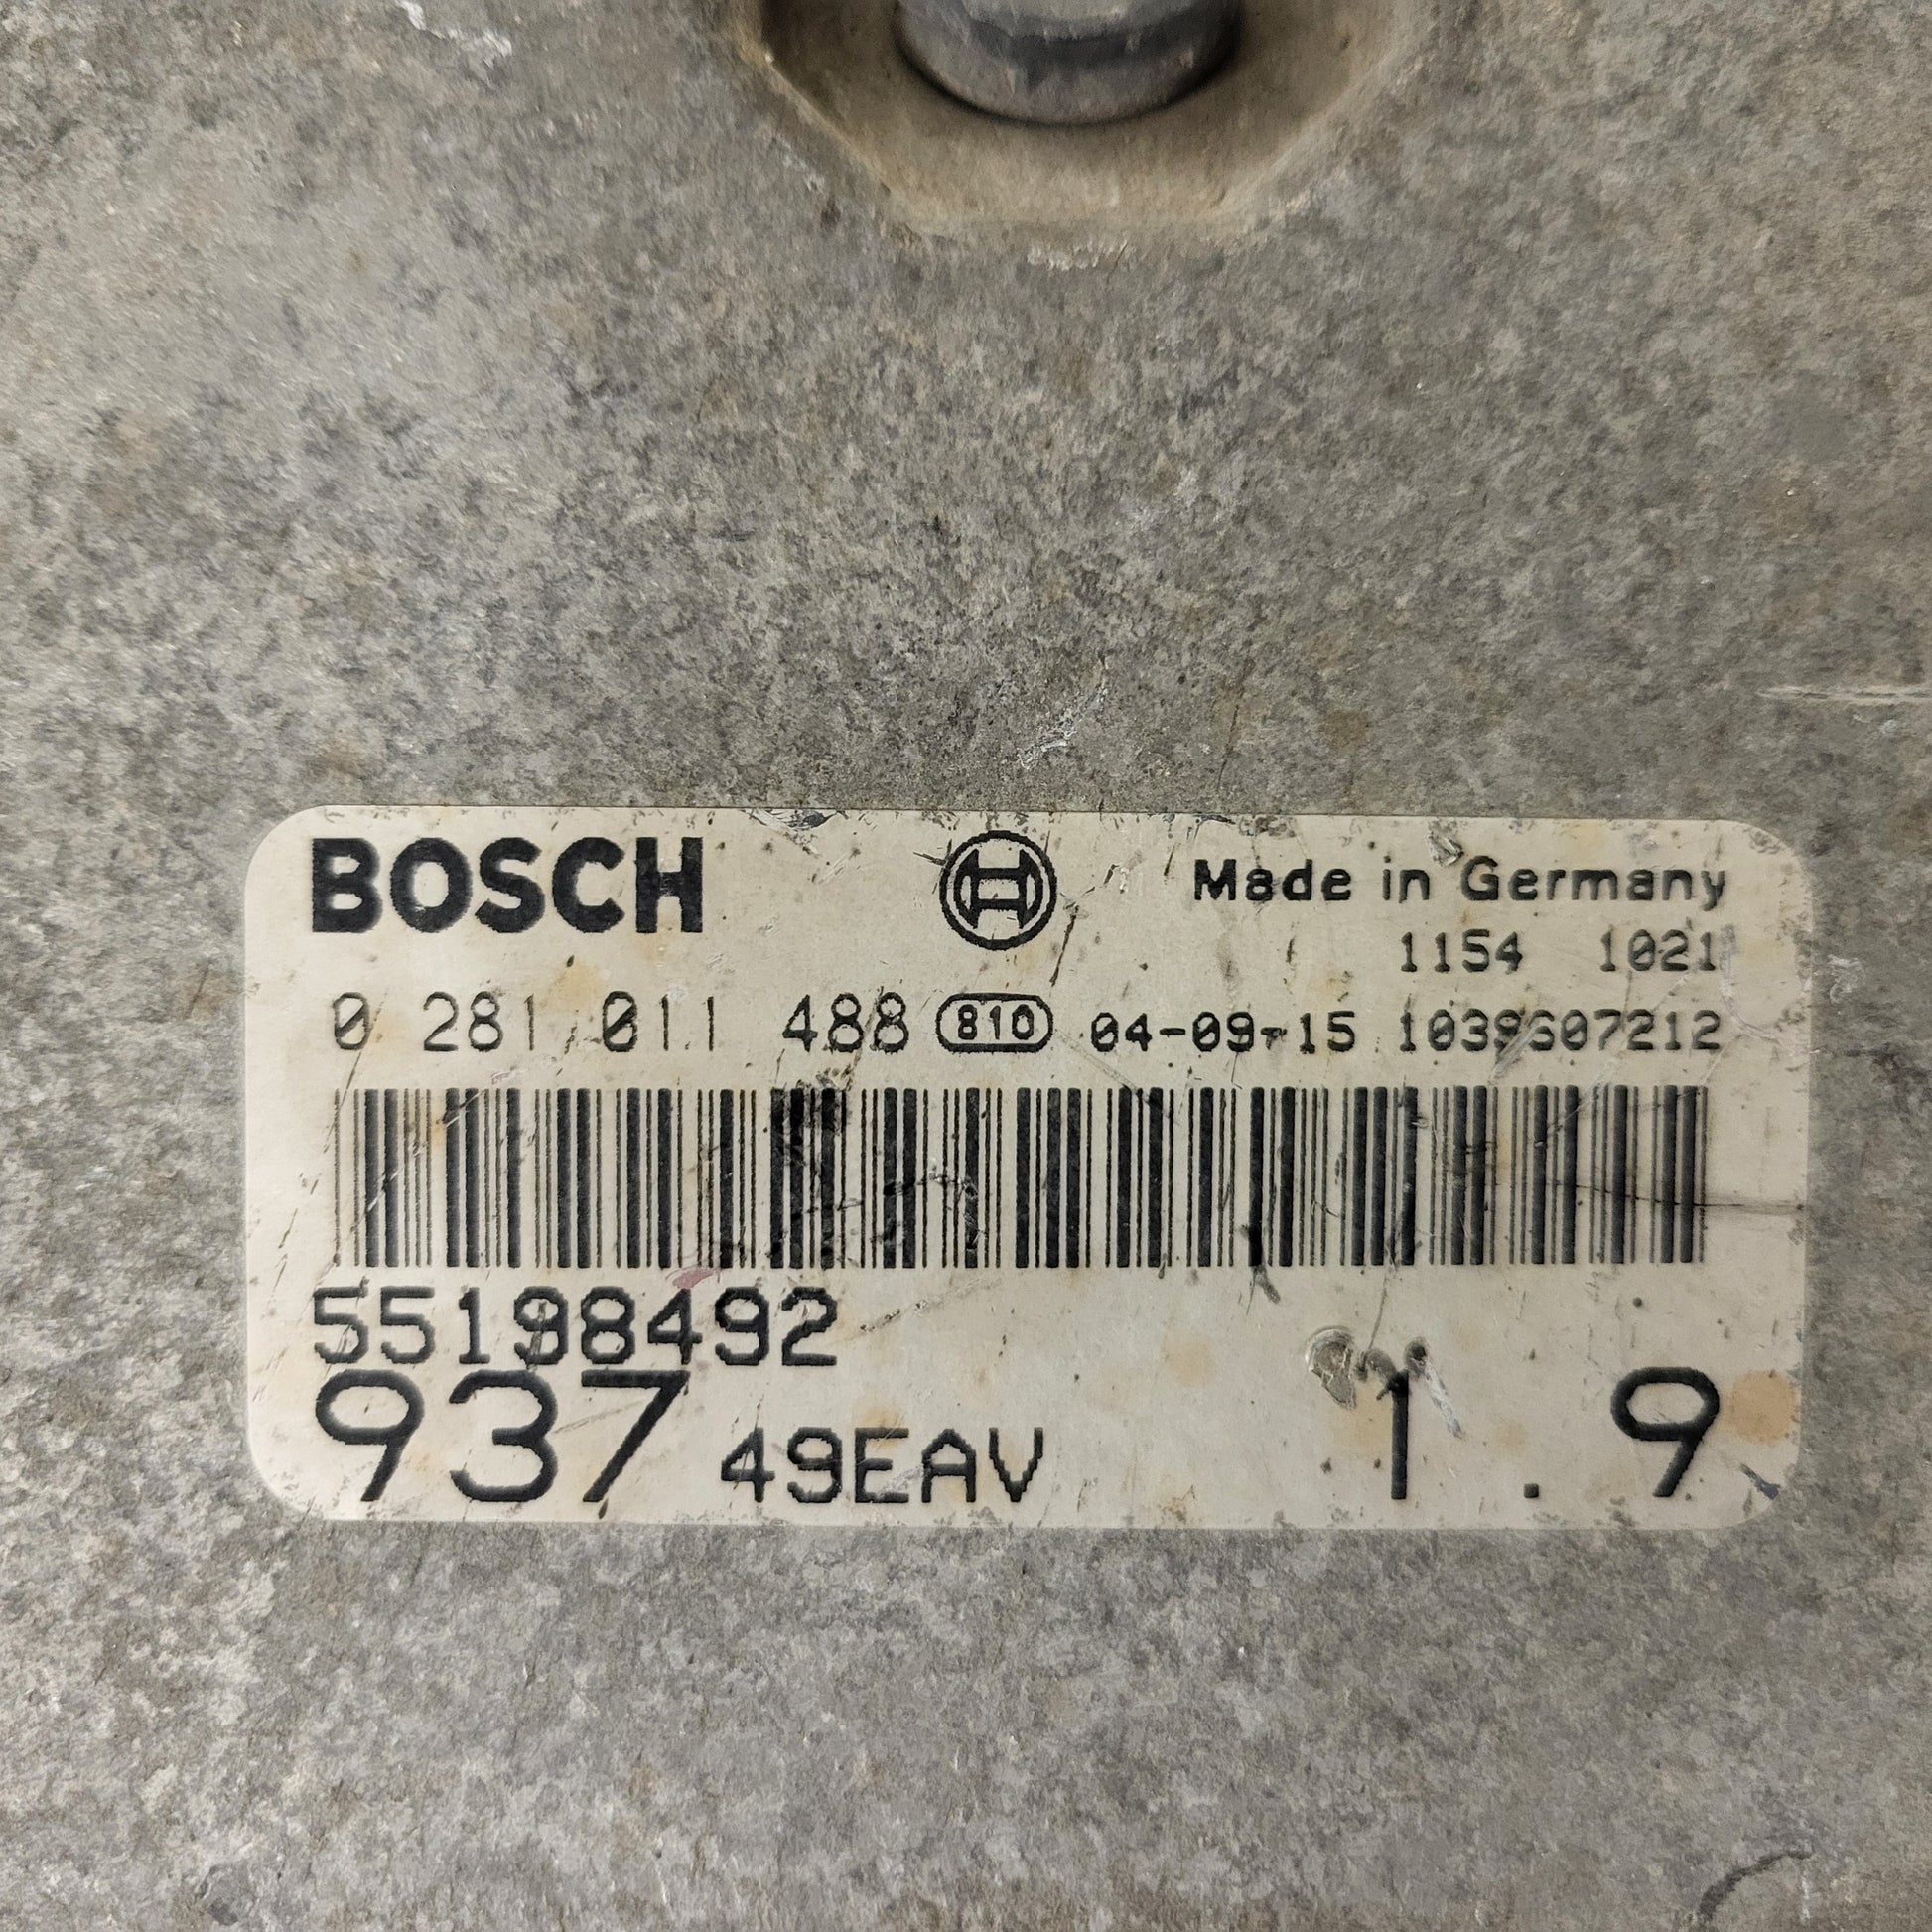 BOSCH Made in Germany
1154 1021
0 281 011 488 810 04-09-15 1039S07212
55198492
937 49EAV 1.9